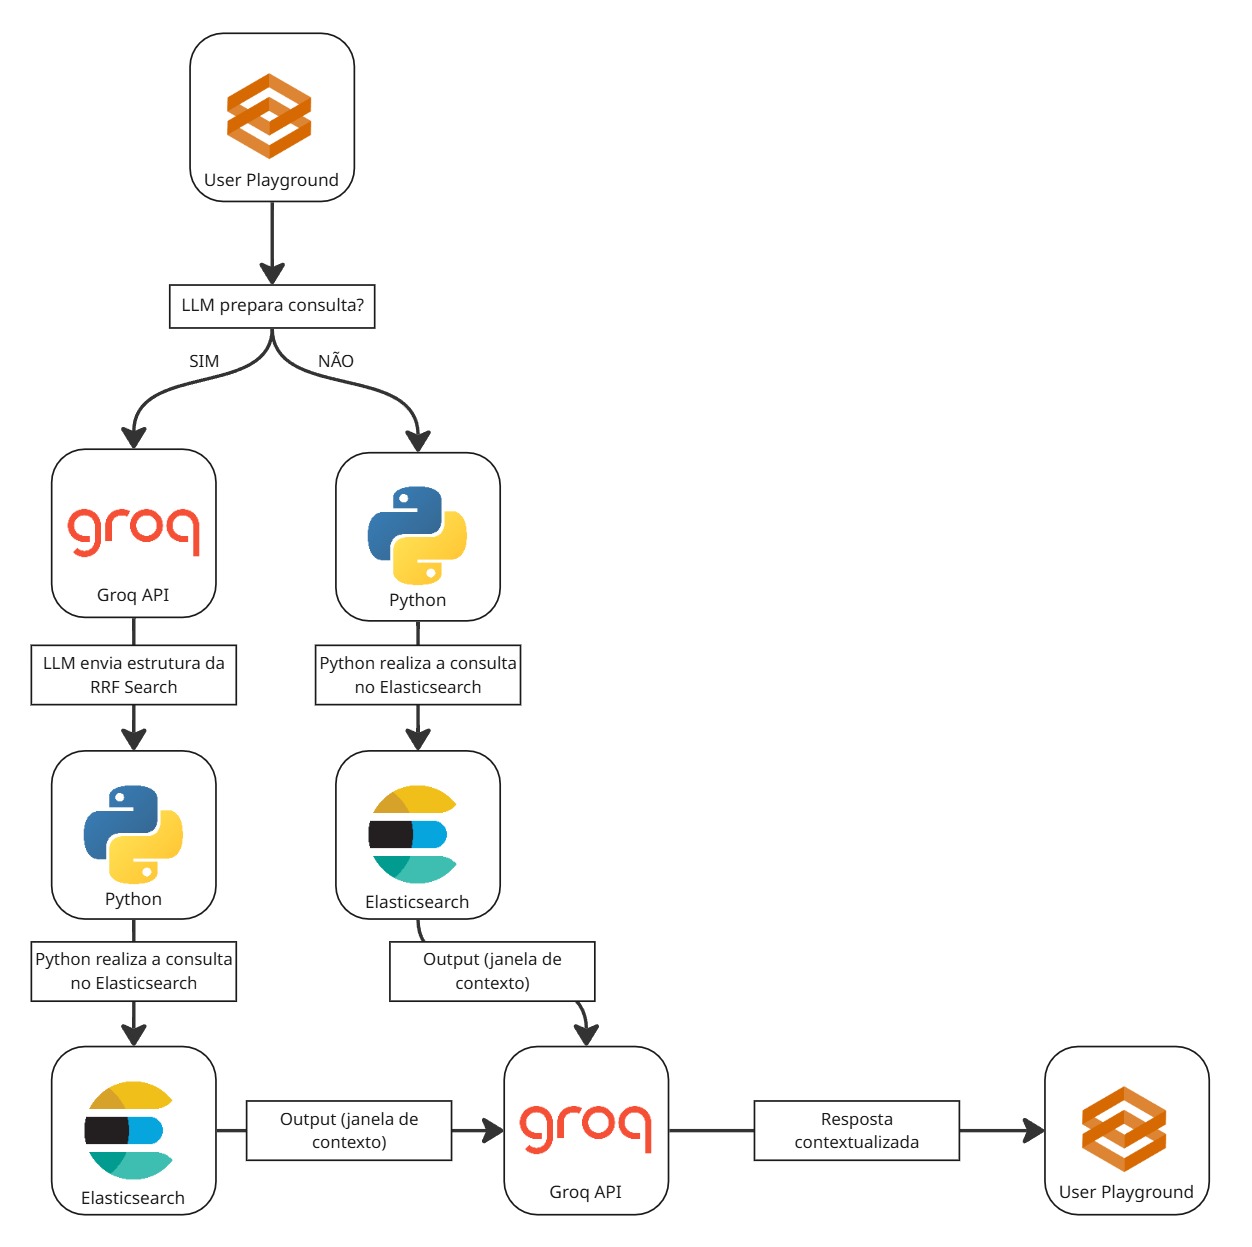 User Playground
LLM prepara consulta?
SIM
NÃO
groq
Groq API
Python
LLM envia estrutura da
RRF Search
Python realiza a consulta
no Elasticsearch
Python
Elasticsearch
Python realiza a consulta
no Elasticsearch
Output (janela de
contexto)
Elasticsearch
Output (janela de
contexto)
groq
Groq API
Resposta
contextualizada
User Playground